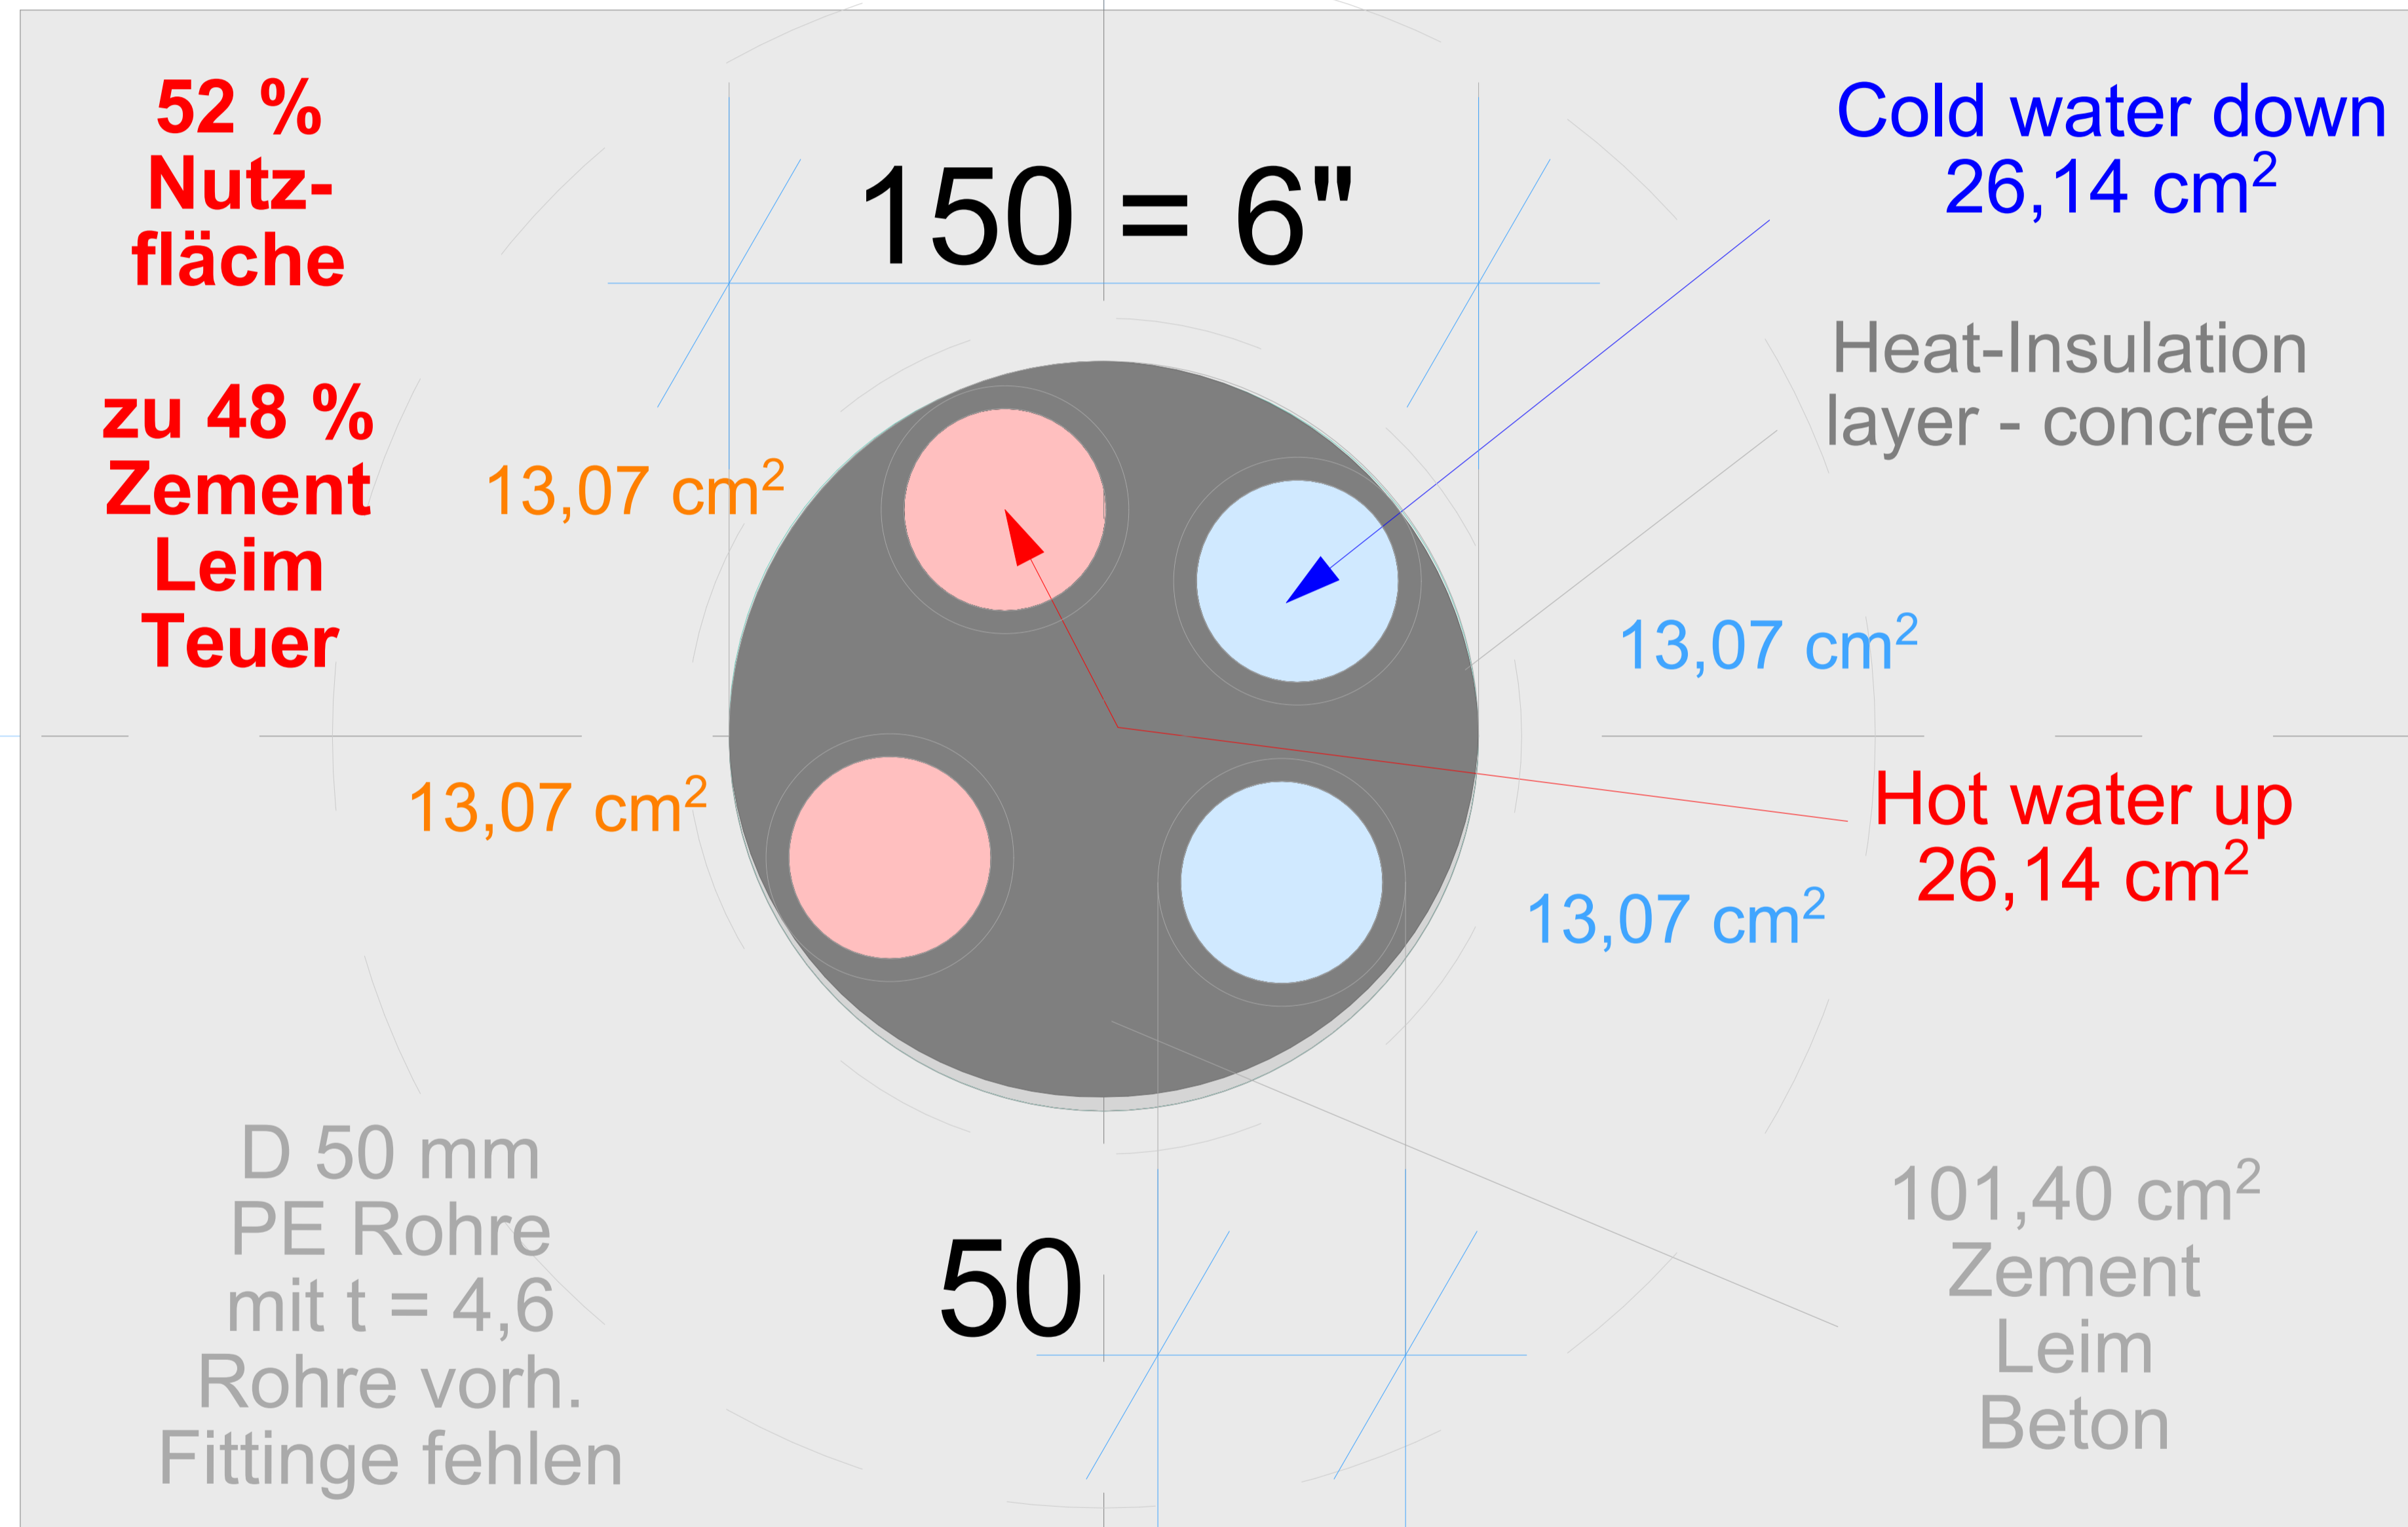 52 %
Nutz-
fläche
zu 48 %
Zement
Leim
Teuer
150 = 6"
Cold water down
26,14 cm²
Heat-Insulation
layer - concrete
13,07 cm²
13,07 cm²
13,07 cm²
13,07 cm²
Hot water up
26,14 cm²
D 50 mm
PE Rohre
mit t = 4,6
Rohre vorh.
Fittinge fehlen
50
101,40 cm²
Zement
Leim
Beton